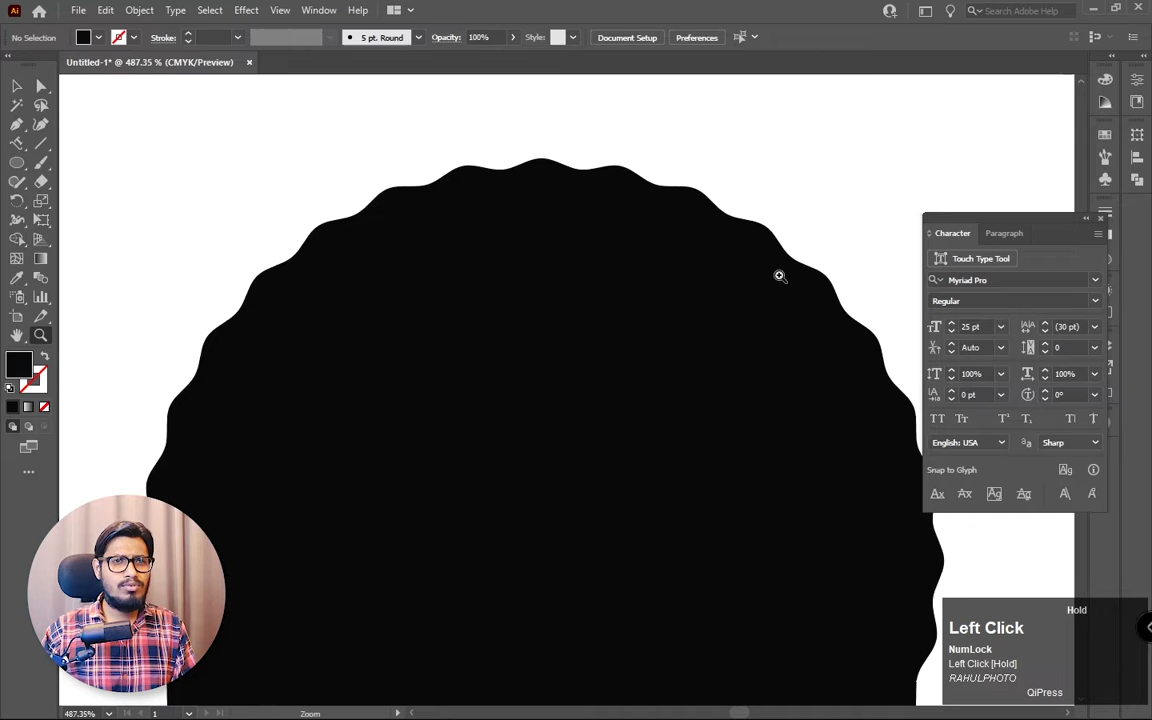 Ai
File Edit Object Type Select Effect View Window Help
Search Adobe Help
No Selection
Stroke:
5 pt. Round
Opacity: 100%
Style:
Document Setup
Preferences
Untitled-1* @ 487.35 % (CMYK/Preview) ×
Character
Paragraph
Touch Type Tool
Myriad Pro
Regular
25 pt
(30 pt)
Auto
0
100%
100%
0 pt
0°
English: USA
Sharp
Snap to Glyph
Hold
Left Click
NumLock
Left Click [Hold]
RAHULPHOTO
QiPress
487.35%
1
Zoom